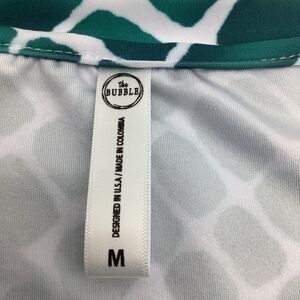 the
BUBBLE
DESIGNED IN U.S.A / MADE IN COLOMBIA
M